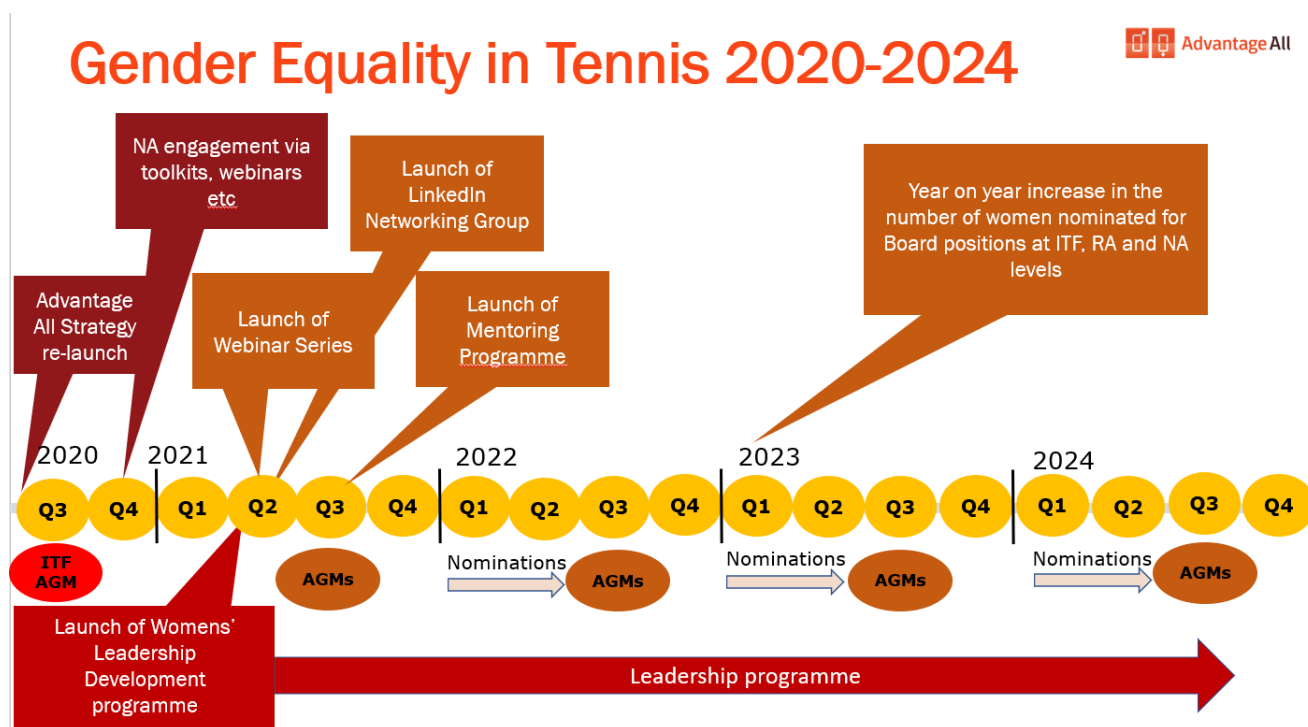 Gender Equality in Tennis 2020-2024
Advantage All
NA engagement via
toolkits, webinars
etc
Launch of
LinkedIn
Networking Group
Year on year increase in the
number of women nominated for
Board positions at ITF, RA and NA
levels
Advantage
All Strategy
re-launch
Launch of
Webinar Series
Launch of
Mentoring
Programme
2020
2021
2022
2023
2024
Q3
Q4
Q1
Q2
Q3
Q4
Q1
Q2
Q3
Q4
Q1
Q2
Q3
Q4
Q1
Q2
Q3
Q4
ITF
AGM
AGMs
Nominations
AGMs
Nominations
AGMs
Nominations
AGMs
Launch of Womens’
Leadership
Development
programme
Leadership programme